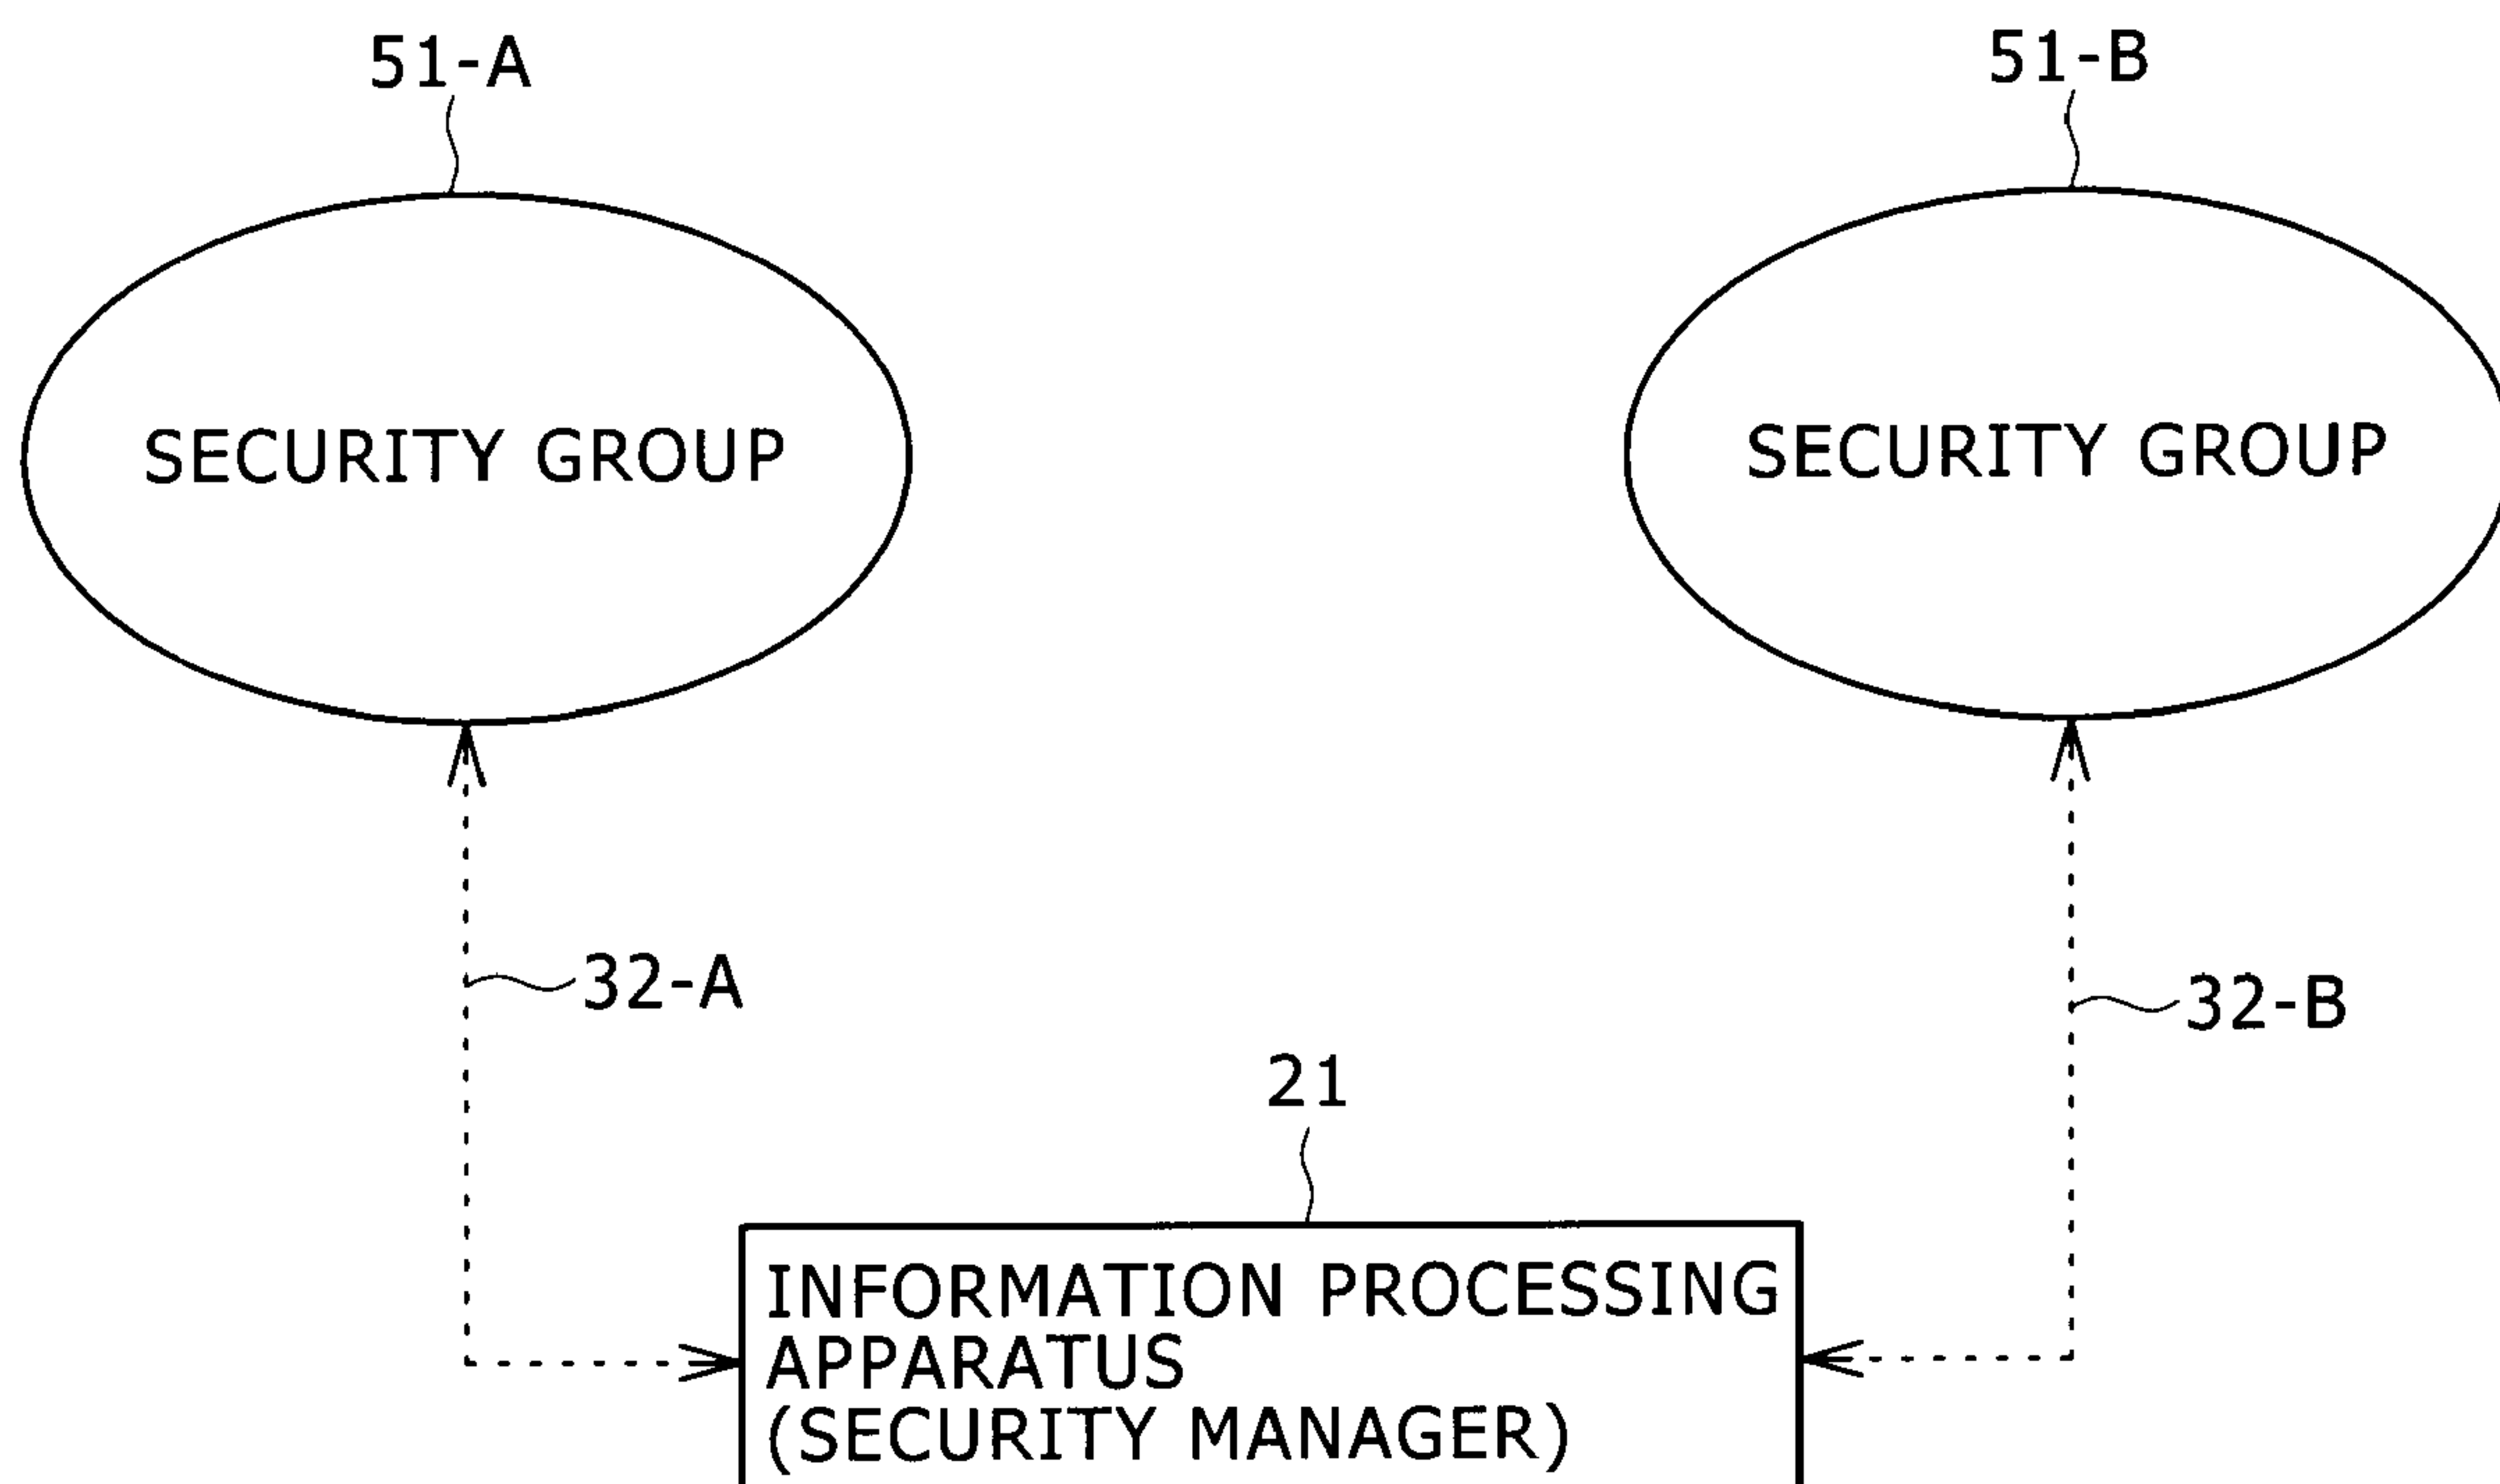 51-A
51-B
SECURITY GROUP
SECURITY GROUP
32-A
32-B
21
INFORMATION PROCESSING
APPARATUS
(SECURITY MANAGER)